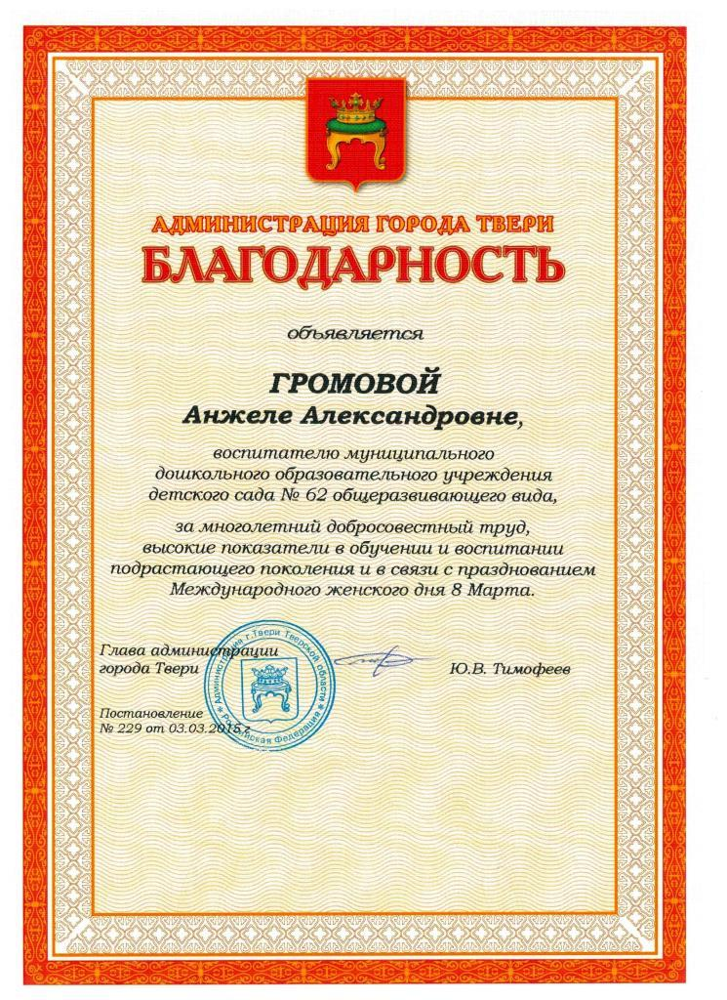 АДМИНИСТРАЦИЯ ГОРОДА ТВЕРИ
БЛАГОДАРНОСТЬ
объявляется
ГРОМОВОЙ
Анжеле Александровне,
воспитателю муниципального
дошкольного образовательного учреждения
детского сада № 62 общеразвивающего вида,
за многолетний добросовестный труд,
высокие показатели в обучении и воспитании
подрастающего поколения и в связи с празднованием
Международного женского дня 8 Марта.
Глава администрации
города Твери
Ю.В. Тимофеев
Администрация г.Твери Тверской области
Российская Федерация
Постановление
№ 229 от 03.03.2015 г.